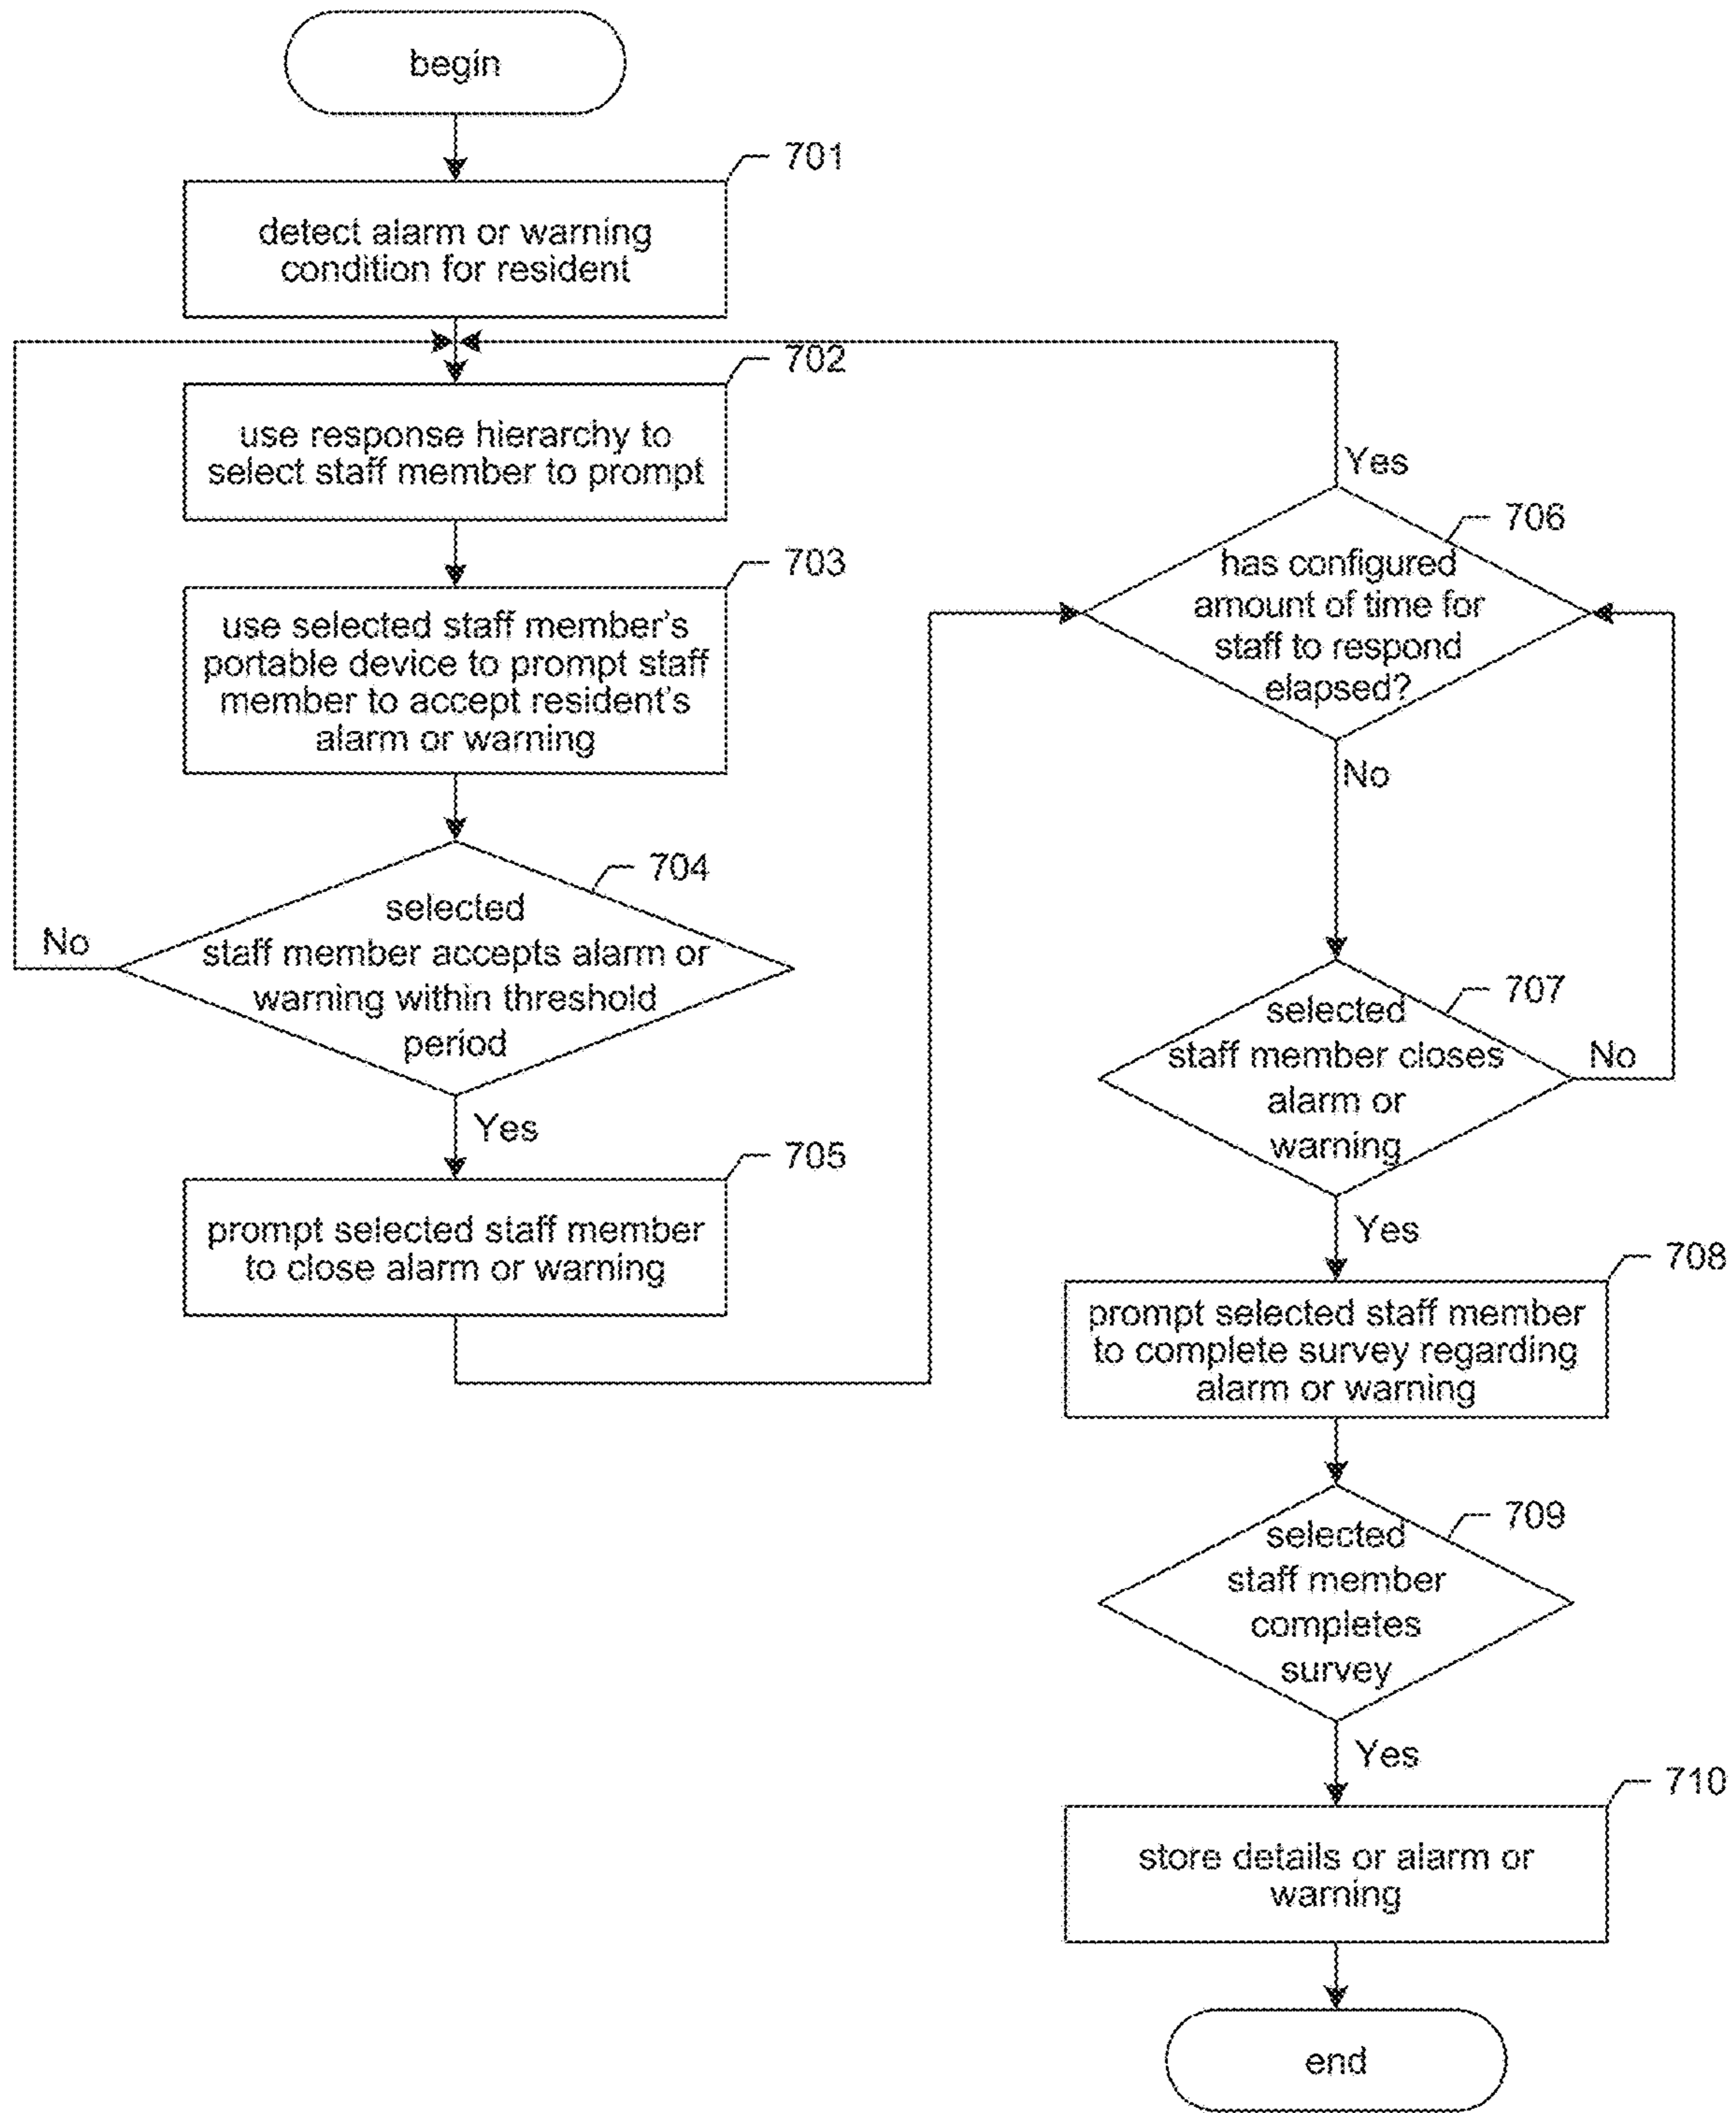 begin
701
detect alarm or warning
condition for resident
702
use response hierarchy to
select staff member to prompt
703
use selected staff member's
portable device to prompt staff
member to accept resident's
alarm or warning
704
selected
staff member accepts alarm or
warning within threshold
period
No
Yes
705
prompt selected staff member
to close alarm or warning
Yes
706
has configured
amount of time for
staff to respond
elapsed?
No
707
selected
staff member closes
alarm or
warning
No
Yes
708
prompt selected staff member
to complete survey regarding
alarm or warning
709
selected
staff member
completes
survey
Yes
710
store details or alarm or
warning
end